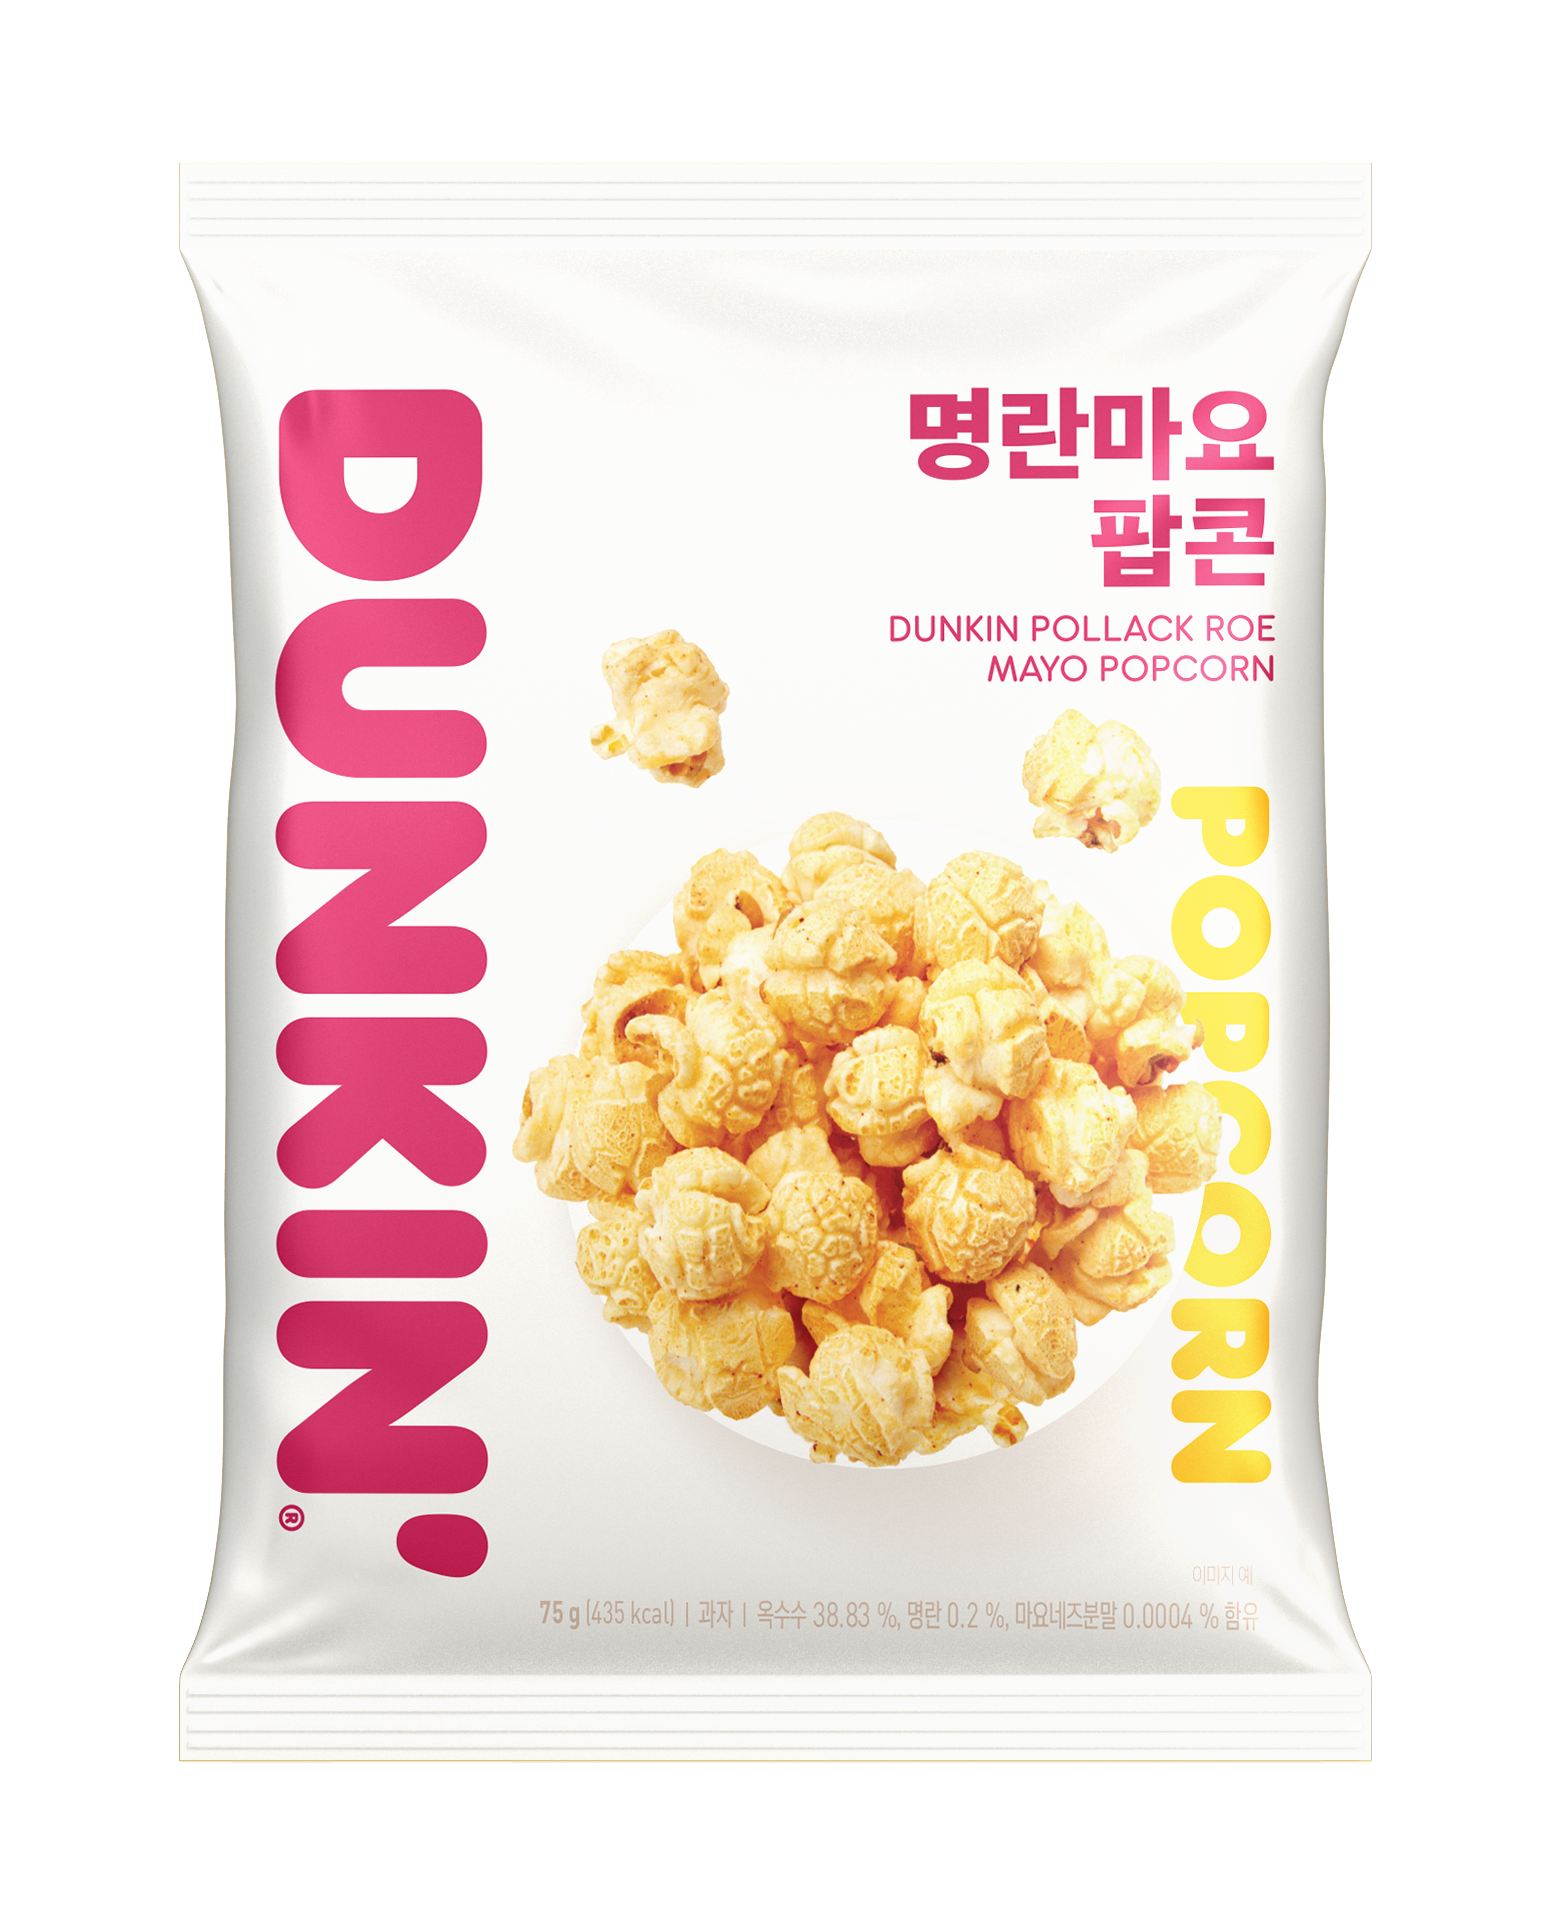 DUNKIN'
®
명란마요
팝콘
DUNKIN POLLACK ROE
MAYO POPCORN
POPCORN
이미지 예
75 g (435 kcal) | 과자 | 옥수수 38.83 %, 명란 0.2 %, 마요네즈분말 0.0004 % 함유